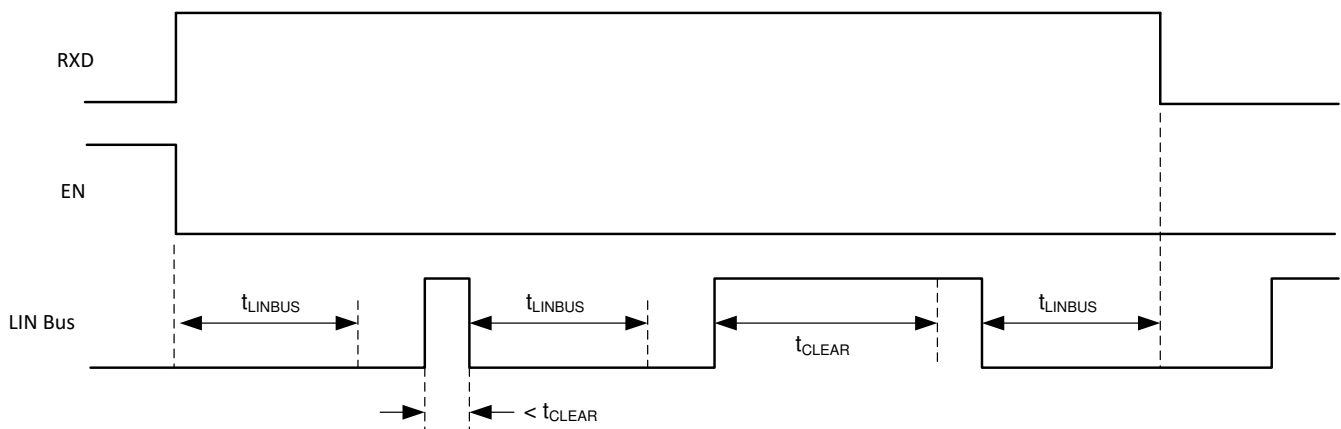 RXD
EN
LIN Bus
tLINBUS
tLINBUS
tCLEAR
tLINBUS
< tCLEAR